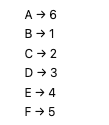 A → 6
B → 1
C → 2
D → 3
E → 4
F → 5